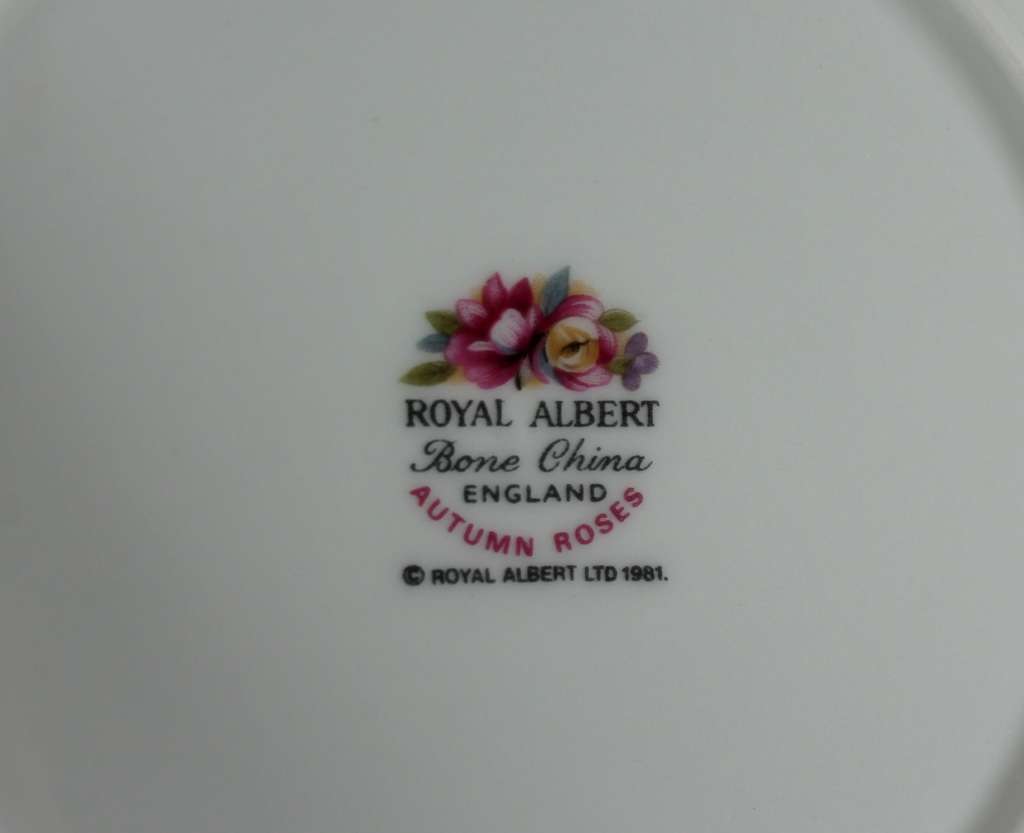 ROYAL ALBERT
Bone China
ENGLAND
AUTUMN ROSES
© ROYAL ALBERT LTD 1981.